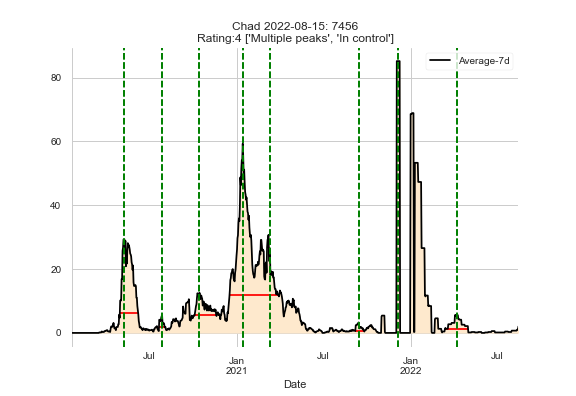 Chad 2022-08-15: 7456
Rating:4 ['Multiple peaks', 'In control']
Average-7d
80
60
40
20
0
Jul
Jan
2021
Jul
Jan
2022
Jul
Date